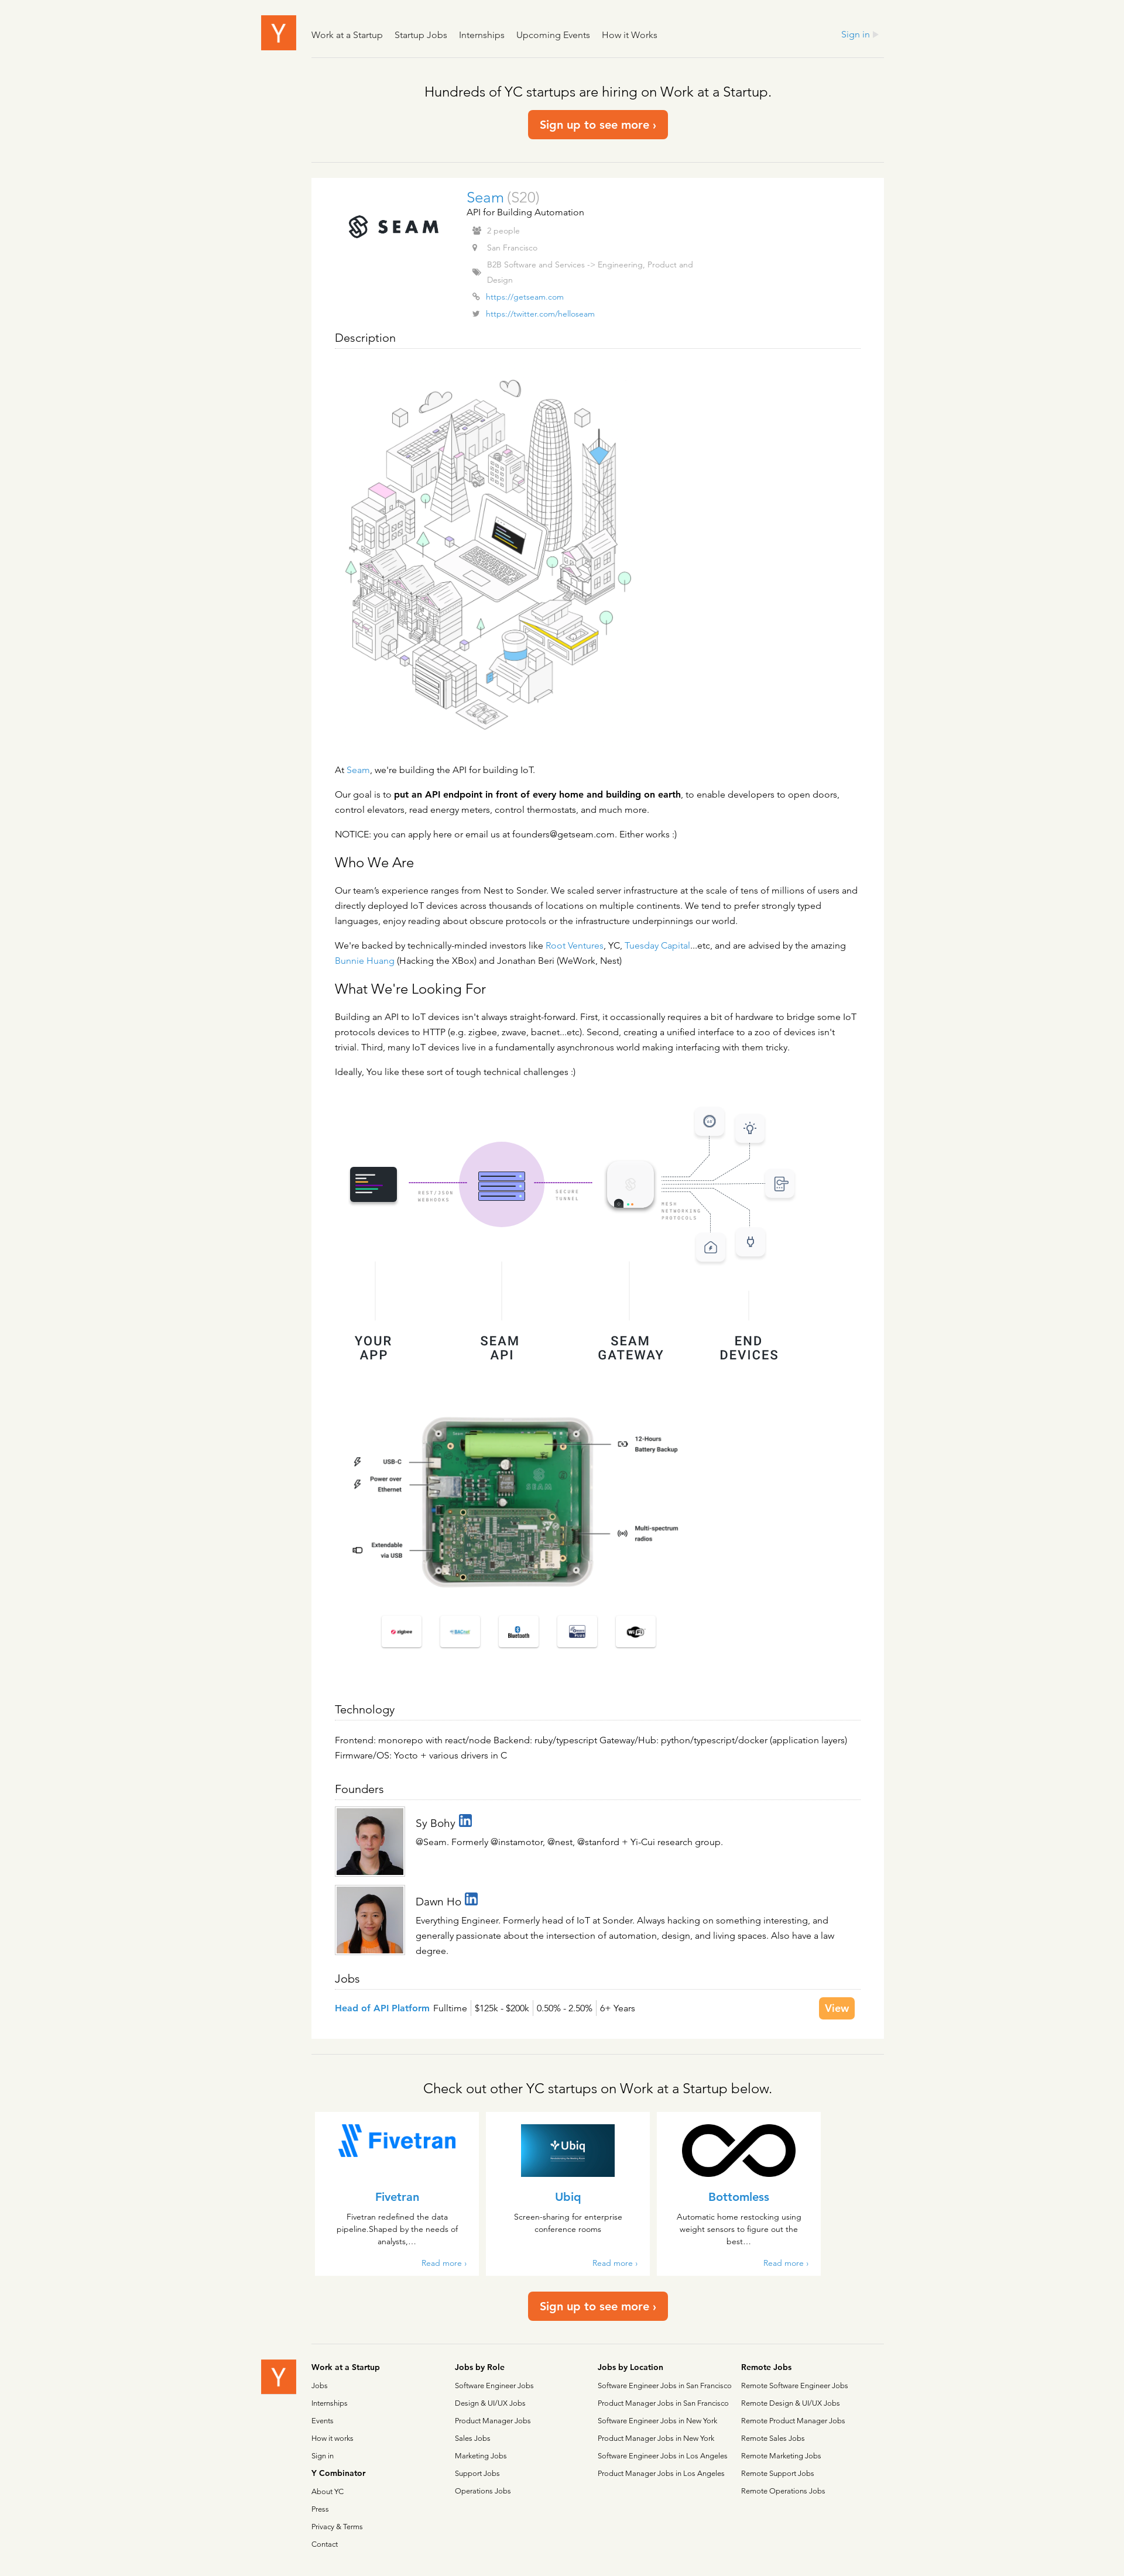 Y
Work at a Startup Startup Jobs Internships Upcoming Events How it Works
Sign in
Hundreds of YC startups are hiring on Work at a Startup.
Sign up to see more ›
SEAM
Seam (S20)
API for Building Automation
2 people
San Francisco
B2B Software and Services -> Engineering, Product and
Design
https://getseam.com
https://twitter.com/helloseam
Description
At Seam, we're building the API for building IoT.
Our goal is to put an API endpoint in front of every home and building on earth, to enable developers to open doors,
control elevators, read energy meters, control thermostats, and much more.
NOTICE: you can apply here or email us at founders@getseam.com. Either works :)
Who We Are
Our team's experience ranges from Nest to Sonder. We scaled server infrastructure at the scale of tens of millions of users and
directly deployed IoT devices across thousands of locations on multiple continents. We tend to prefer strongly typed
languages, enjoy reading about obscure protocols or the infrastructure underpinnings our world.
We're backed by technically-minded investors like Root Ventures, YC, Tuesday Capital...etc, and are advised by the amazing
Bunnie Huang (Hacking the XBox) and Jonathan Beri (WeWork, Nest)
What We're Looking For
Building an API to IoT devices isn't always straight-forward. First, it occassionally requires a bit of hardware to bridge some IoT
protocols devices to HTTP (e.g. zigbee, zwave, bacnet...etc). Second, creating a unified interface to a zoo of devices isn't
trivial. Third, many IoT devices live in a fundamentally asynchronous world making interfacing with them tricky.
Ideally, You like these sort of tough technical challenges :)
REST/JSON
WEBHOOKS
SECURE
TUNNEL
MESH
NETWORKING
PROTOCOLS
YOUR
APP
SEAM
API
SEAM
GATEWAY
END
DEVICES
12-Hours
Battery Backup
USB-C
Power over
Ethernet
SEAM
Extendable
via USB
Multi-spectrum
radios
zigbee
BACnet
Bluetooth
WiFi
Technology
Frontend: monorepo with react/node Backend: ruby/typescript Gateway/Hub: python/typescript/docker (application layers)
Firmware/OS: Yocto + various drivers in C
Founders
Sy Bohy in
@Seam. Formerly @instamotor, @nest, @stanford + Yi-Cui research group.
Dawn Ho in
Everything Engineer. Formerly head of IoT at Sonder. Always hacking on something interesting, and
generally passionate about the intersection of automation, design, and living spaces. Also have a law
degree.
Jobs
Head of API Platform Fulltime $125k - $200k 0.50% - 2.50% 6+ Years
View
Check out other YC startups on Work at a Startup below.
Fivetran
Fivetran
Fivetran redefined the data
pipeline.Shaped by the needs of
analysts,…
Read more ›
Ubiq
Ubiq
Screen-sharing for enterprise
conference rooms
Read more ›
Bottomless
Automatic home restocking using
weight sensors to figure out the
best…
Read more ›
Sign up to see more ›
Y
Work at a Startup
Jobs
Internships
Events
How it works
Sign in
Y Combinator
About YC
Press
Privacy & Terms
Contact
Jobs by Role
Software Engineer Jobs
Design & UI/UX Jobs
Product Manager Jobs
Sales Jobs
Marketing Jobs
Support Jobs
Operations Jobs
Jobs by Location
Software Engineer Jobs in San Francisco
Product Manager Jobs in San Francisco
Software Engineer Jobs in New York
Product Manager Jobs in New York
Software Engineer Jobs in Los Angeles
Product Manager Jobs in Los Angeles
Remote Jobs
Remote Software Engineer Jobs
Remote Design & UI/UX Jobs
Remote Product Manager Jobs
Remote Sales Jobs
Remote Marketing Jobs
Remote Support Jobs
Remote Operations Jobs